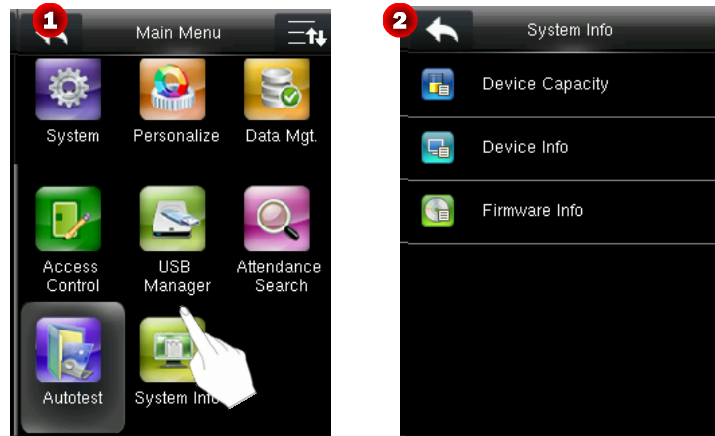 1
Main Menu
System
Personalize
Data Mgt.
Access
Control
USB
Manager
Attendance
Search
Autotest
System Info
2
System Info
Device Capacity
Device Info
Firmware Info